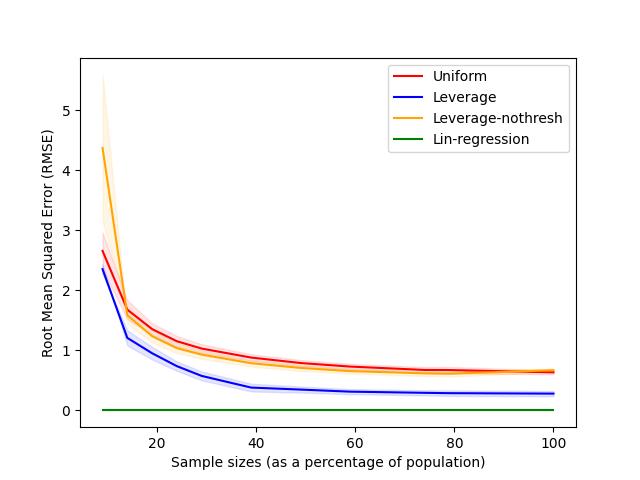 Uniform
Leverage
Leverage-nothresh
Lin-regression
Root Mean Squared Error (RMSE)
5
4
3
2
1
0
20 40 60 80 100
Sample sizes (as a percentage of population)